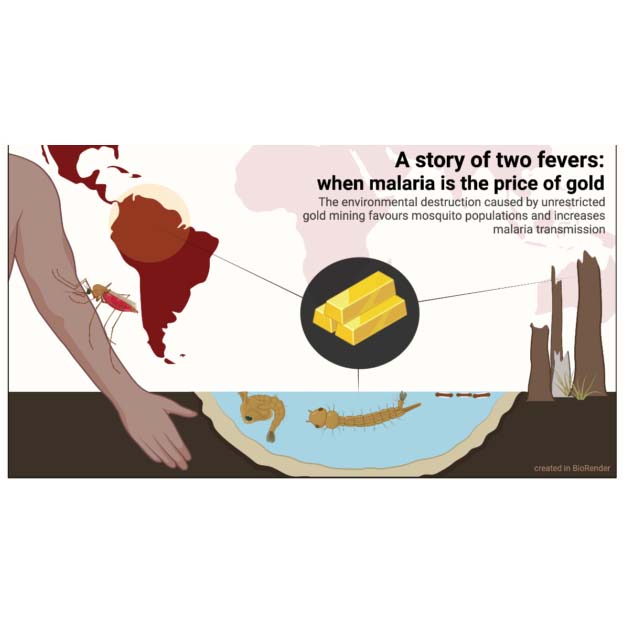 A story of two fevers:
when malaria is the price of gold
The environmental destruction caused by unrestricted
gold mining favours mosquito populations and increases
malaria transmission
created in BioRender